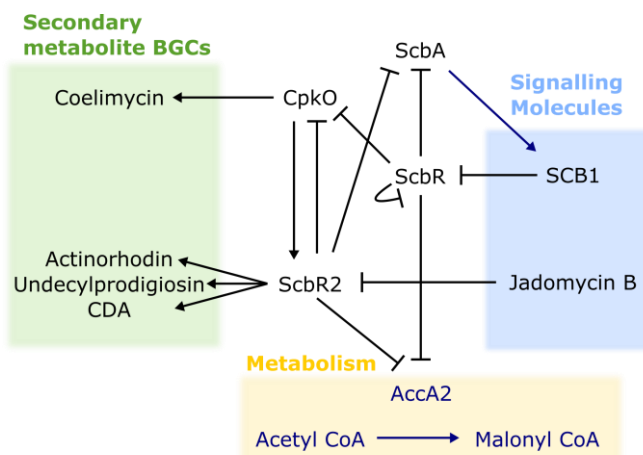 Secondary
metabolite BGCs
ScbA
Signalling
Molecules
Coelimycin
CpkO
ScbR
SCB1
Actinorhodin
Undecylprodigiosin
CDA
ScbR2
Jadomycin B
Metabolism
AccA2
Acetyl CoA
Malonyl CoA